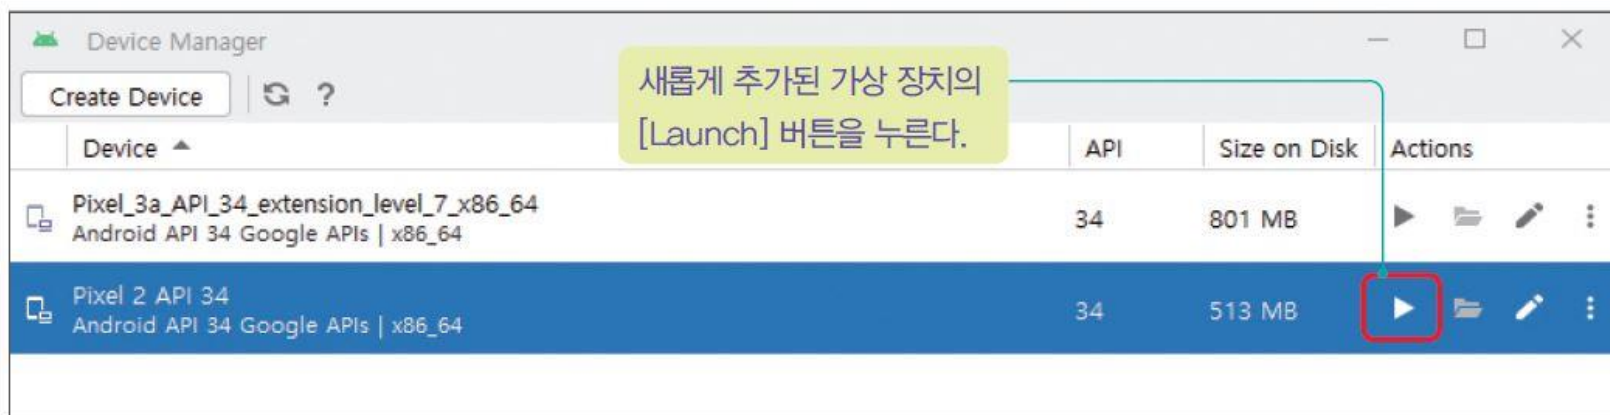 Device Manager
새롭게 추가된 가상 장치의
[Launch] 버튼을 누른다.
Create Device ?
Device API Size on Disk Actions
Pixel_3a_API_34_extension_level_7_x86_64
Android API 34 Google APIs | x86_64
34 801 MB
Pixel 2 API 34
Android API 34 Google APIs | x86_64
34 513 MB